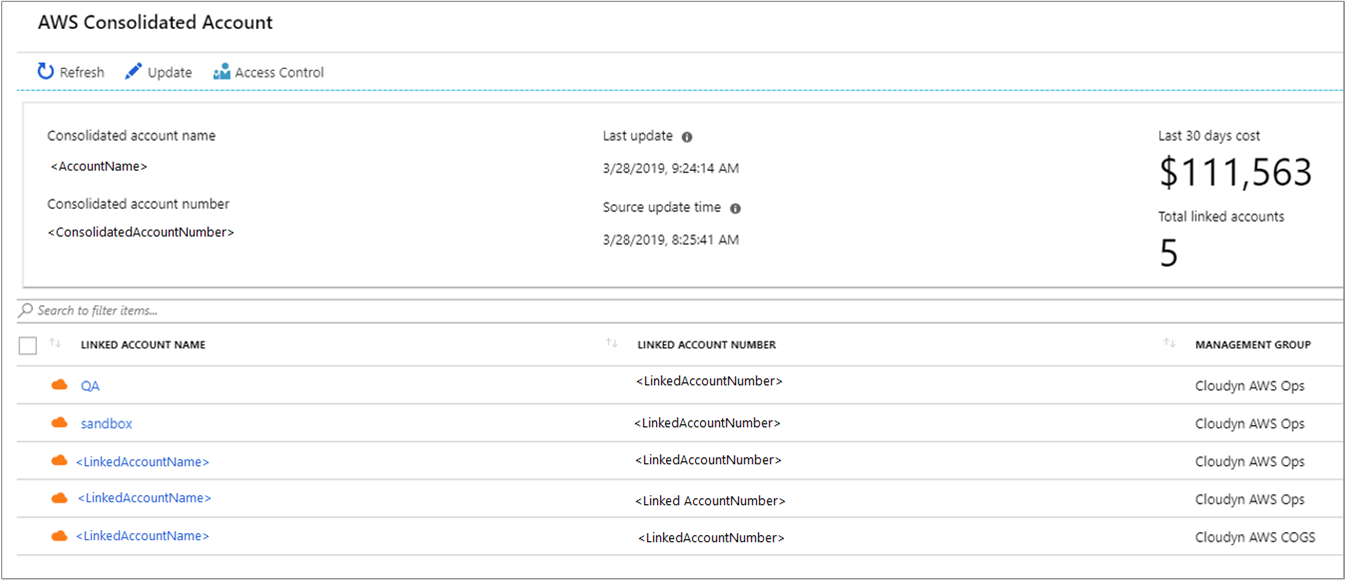 AWS Consolidated Account
Refresh Update Access Control
Consolidated account name
<AccountName>
Consolidated account number
<ConsolidatedAccountNumber>
Last update
3/28/2019, 9:24:14 AM
Source update time
3/28/2019, 8:25:41 AM
Last 30 days cost
$111,563
Total linked accounts
5
Search to filter items...
LINKED ACCOUNT NAME LINKED ACCOUNT NUMBER MANAGEMENT GROUP
QA <LinkedAccountNumber> Cloudyn AWS Ops
sandbox <LinkedAccountNumber> Cloudyn AWS Ops
<LinkedAccountName> <LinkedAccountNumber> Cloudyn AWS Ops
<LinkedAccountName> <Linked AccountNumber> Cloudyn AWS Ops
<LinkedAccountName> <LinkedAccountNumber> Cloudyn AWS COGS